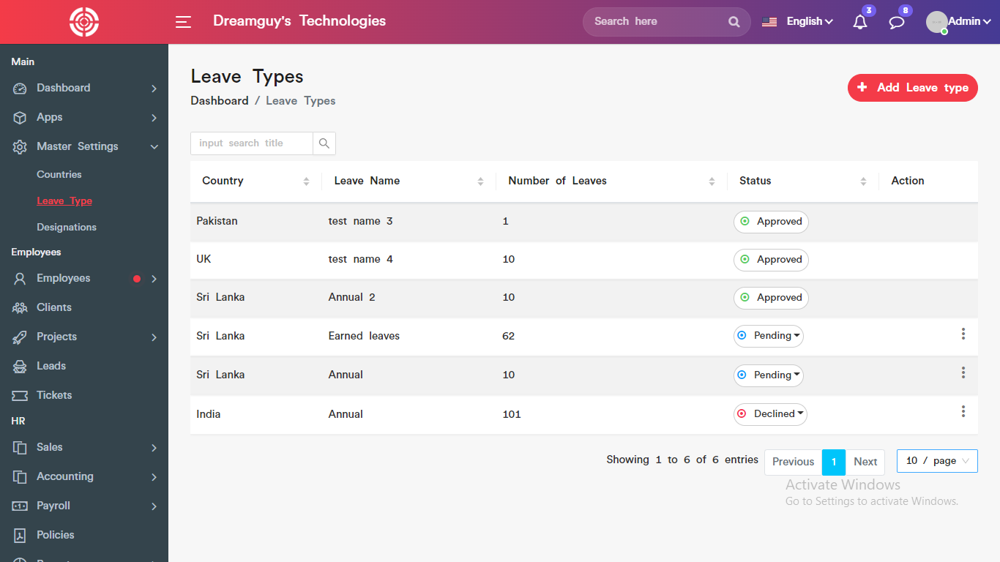 Dreamguy's Technologies
Search here
English
3
8
Admin
Main
Dashboard
Apps
Master Settings
Countries
Leave Type
Designations
Employees
Employees
Clients
Projects
Leads
Tickets
HR
Sales
Accounting
Payroll
Policies
Leave Types
Dashboard / Leave Types
+ Add Leave type
input search title
Country Leave Name Number of Leaves Status Action
Pakistan test name 3 1 Approved
UK test name 4 10 Approved
Sri Lanka Annual 2 10 Approved
Sri Lanka Earned leaves 62 Pending
Sri Lanka Annual 10 Pending
India Annual 101 Declined
Showing 1 to 6 of 6 entries Previous 1 Next 10 / page
Activate Windows
Go to Settings to activate Windows.